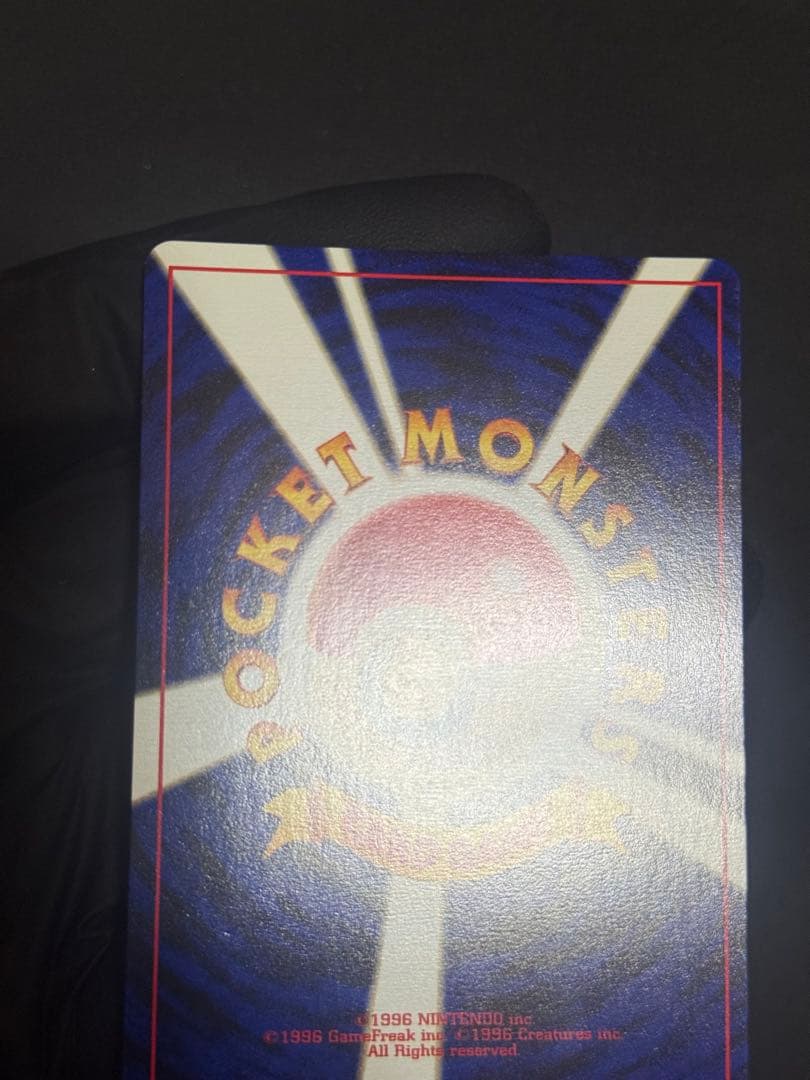 POCKET MONSTERS
©1996 NINTENDO inc
©1996 GameFreak inc ©1996 Creatures inc.
All Rights reserved.